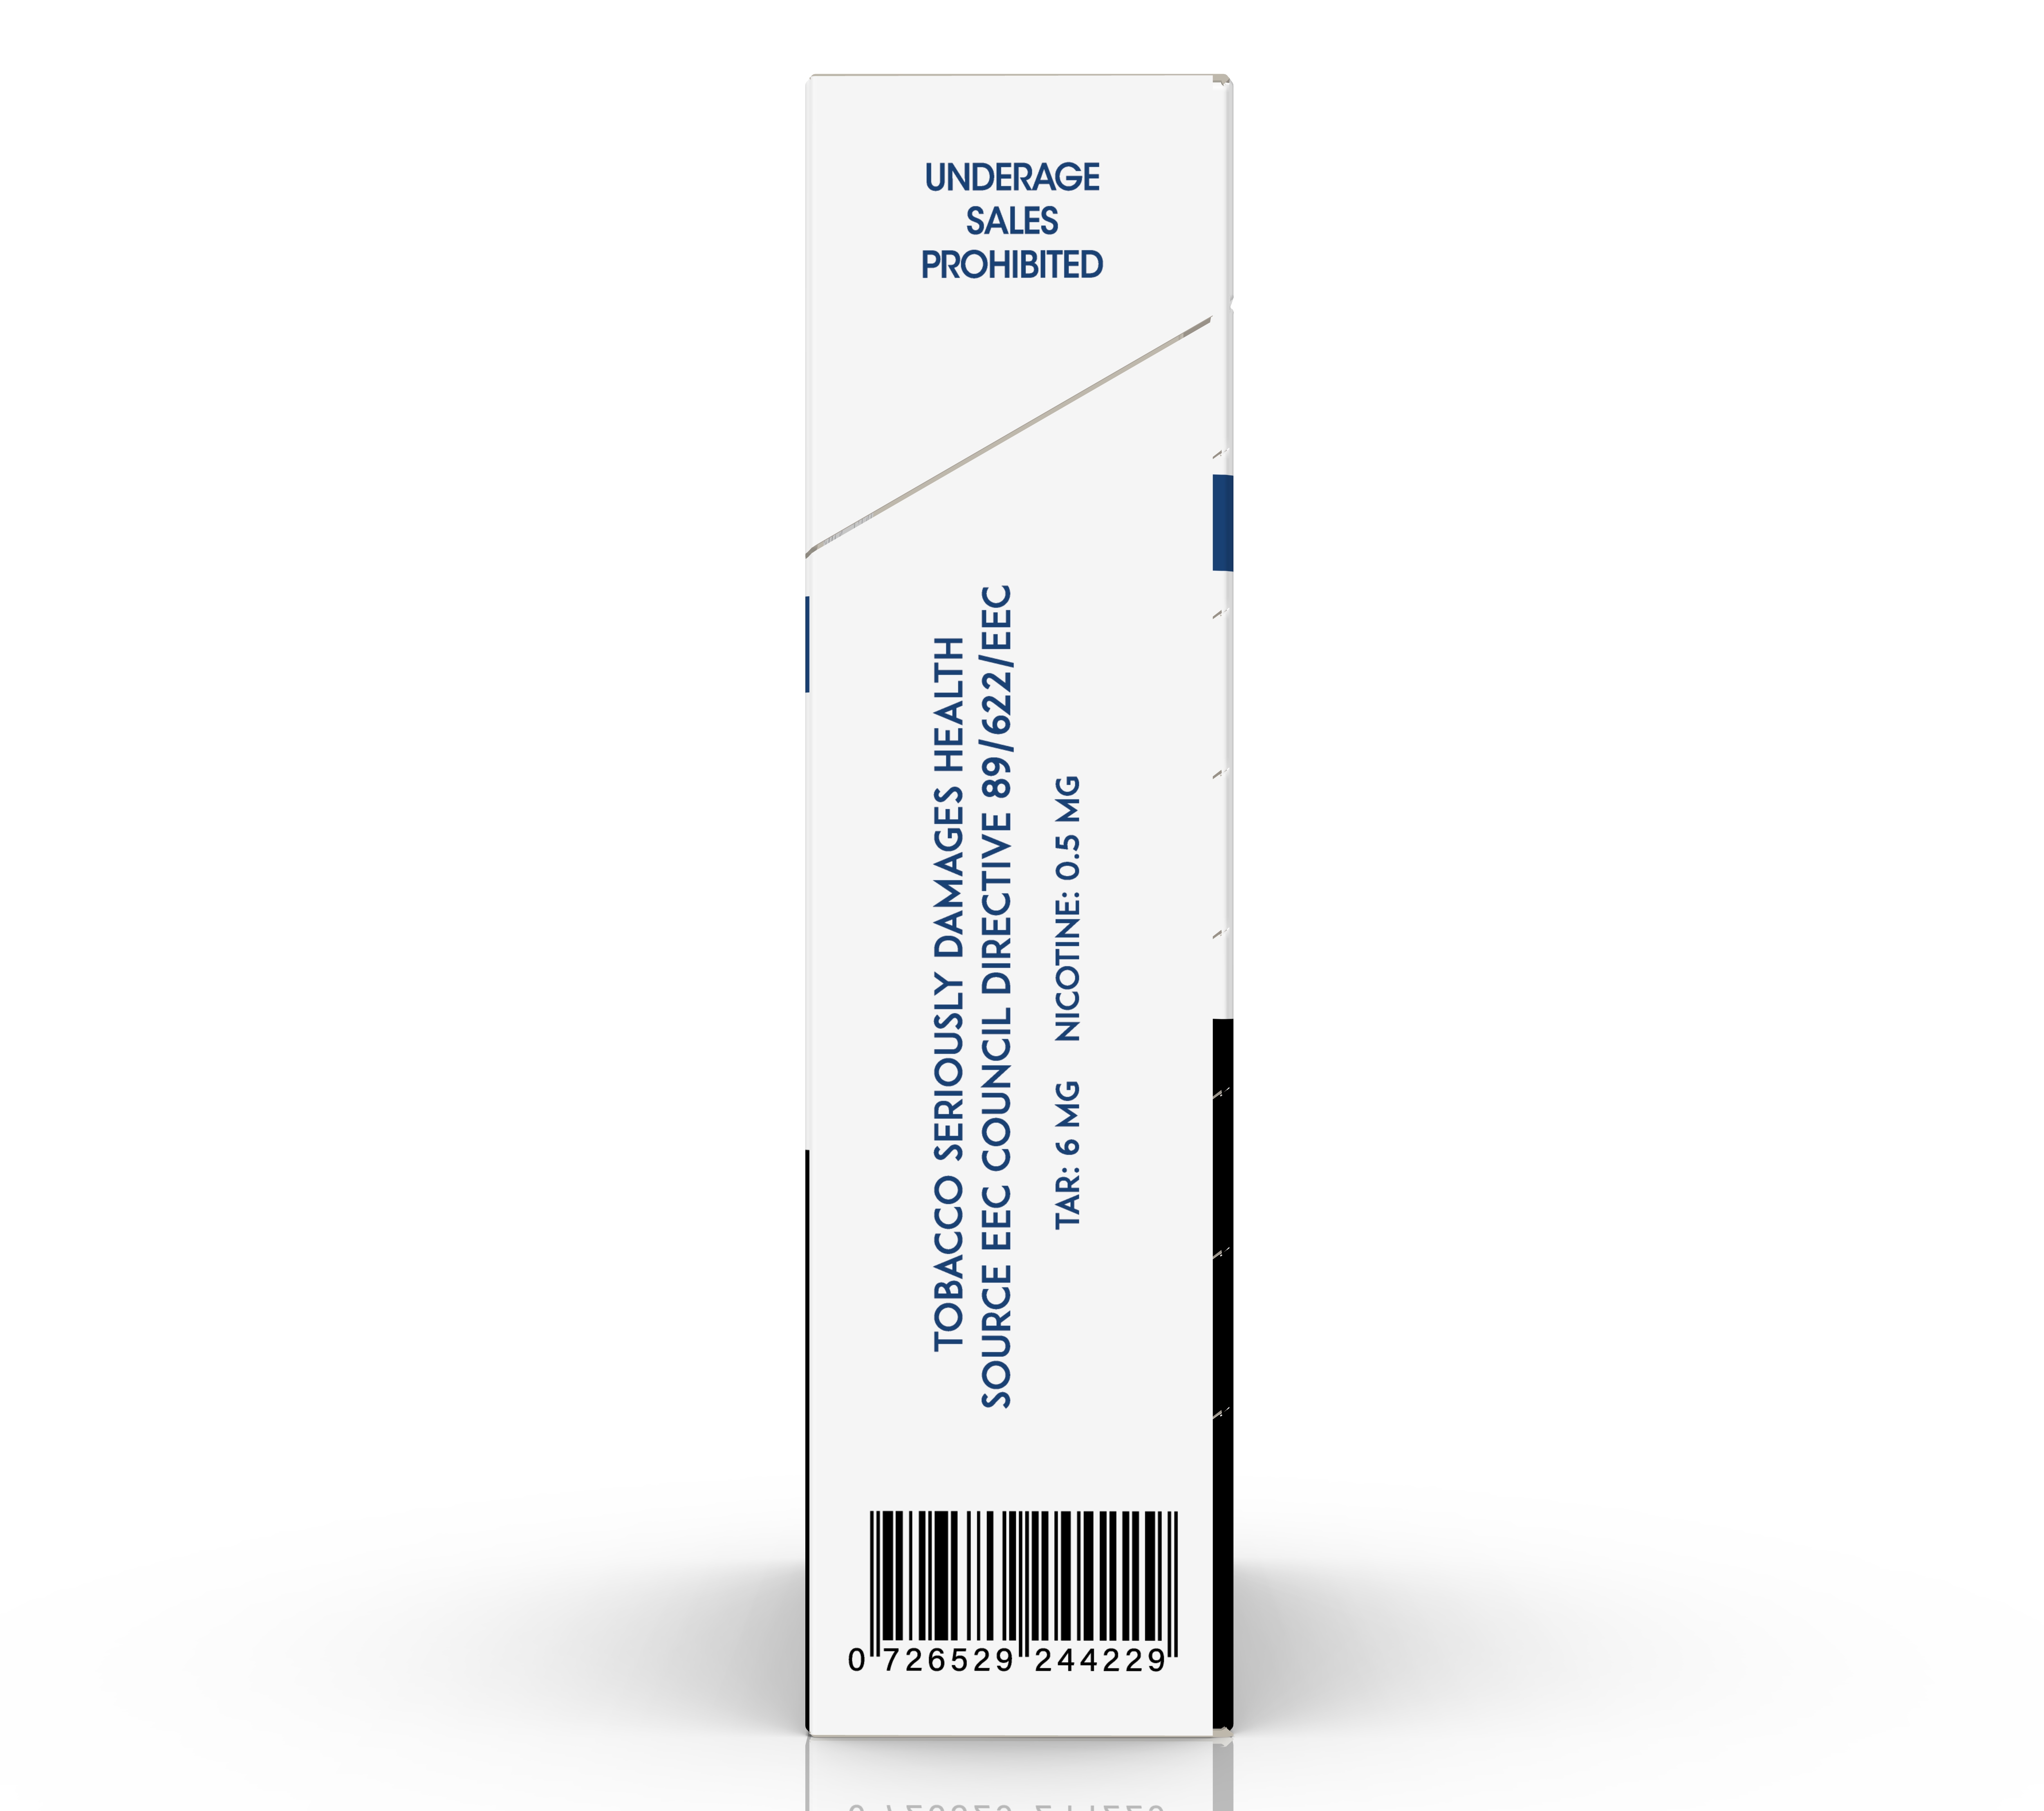 UNDERAGE
SALES
PROHIBITED
TOBACCO SERIOUSLY DAMAGES HEALTH
SOURCE EEC COUNCIL DIRECTIVE 89/622/EEC
TAR: 6 MG NICOTINE: 0.5 MG
0 726529 244229